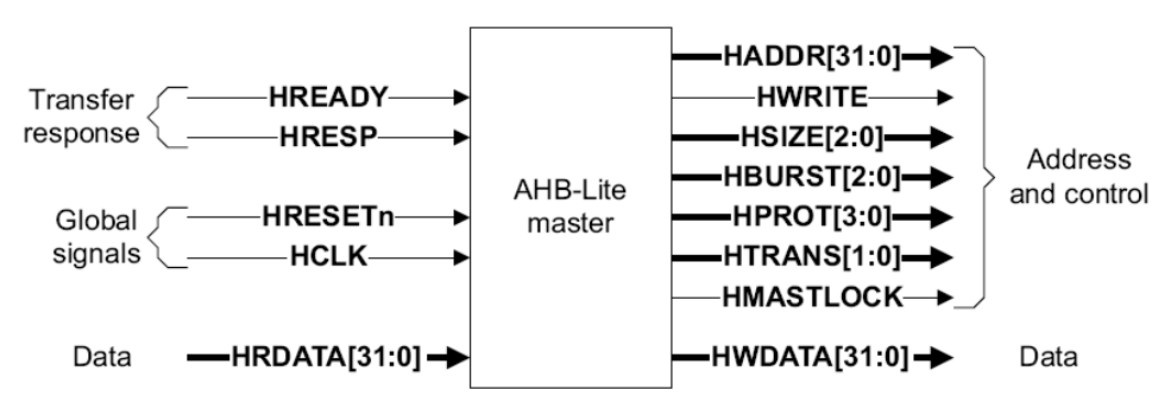 Transfer
response
HREADY
HRESP
Global
signals
HRESETn
HCLK
Data
HRDATA[31:0]
AHB-Lite
master
HADDR[31:0]
HWRITE
HSIZE[2:0]
HBURST[2:0]
HPROT[3:0]
HTRANS[1:0]
HMASTLOCK
Address
and control
HWDATA[31:0]
Data